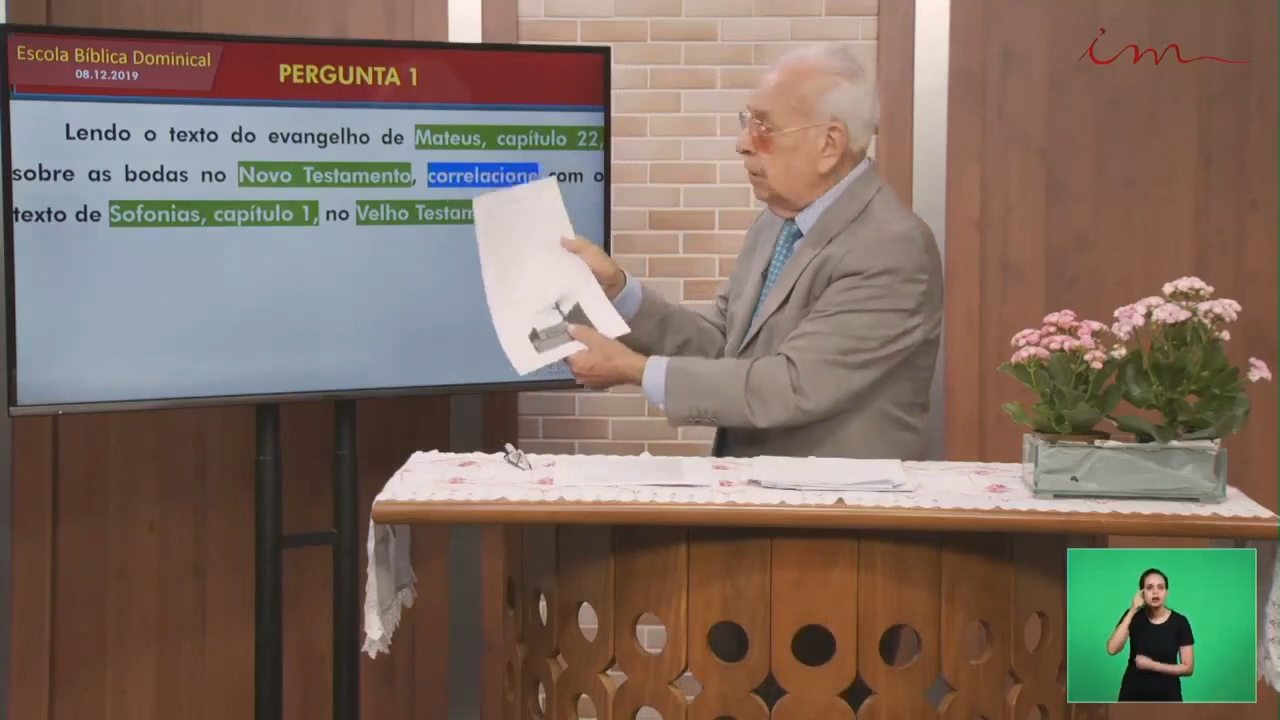 Escola Bíblica Dominical
08.12.2019
PERGUNTA 1
Lendo o texto do evangelho de Mateus, capítulo 22,
sobre as bodas no Novo Testamento, correlacione com o
texto de Sofonias, capítulo 1, no Velho
im